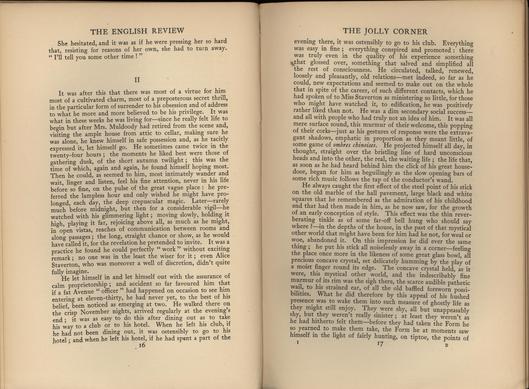 THE ENGLISH REVIEW
She hesitated, and it was as if he were pressing her so hard
that, resisting for reasons of her own, she had to turn away.
"I'll tell you some other time!"
II
It was after this that there was most of a virtue for him,
most of a cultivated charm, most of a preposterous secret thrill,
in the particular form of surrender to his obsession and of address
to what he more and more believed to be his privilege. It was
what in these weeks he was living for—since he really felt life to
begin but after Mrs. Muldoody had retired from the scene and,
visiting the ample house from attic to cellar, making sure he
was alone, he knew himself in safe possession and, as he tacitly
expressed it, let himself go. He sometimes came twice in the
twenty-four hours; the moments he liked best were those of
gathering dusk, of the short autumn twilight; this was the
time of which, again and again, he found himself hoping most.
Then he could, as seemed to him, most intimately wander and
wait, linger and listen, feel his fine attention, never in his life
before so fine, on the pulse of the great vague place: he pre-
ferred the lampless hour and only wished he might have pro-
longed, each day, the deep crepuscular magic. Later—rarely
much before midnight, but then for a considerable vigil—he
watched with his glimmering light; moving slowly, holding it
high, playing it far, rejoicing above all, as much as he might,
in open vistas, reaches of communication between rooms and
along passages; the long, straight chance or show, as he would
have called it, for the revelation he pretended to invite. It was a
practice he found he could perfectly "work" without exciting
remark; no one was in the least the wiser for it; even Alice
Staverton, who was moreover a well of discretion, didn't quite
fully imagine.
He let himself in and let himself out with the assurance of
calm proprietorship; and accident so far favoured him that
if a fat Avenue "officer" had happened on occasion to see him
entering at eleven-thirty, he had never yet, to the best of his
belief, been noticed as emerging at two. He walked there on
the crisp November nights, arrived regularly at the evening's
end; it was as easy to do this after dining out as to take
his way to a club or to his hotel. When he left his club, if
he had not been dining out, it was ostensibly to go to his
hotel; and when he left his hotel, if he had spent a part of the
16
THE JOLLY CORNER
evening there, it was ostensibly to go to his club. Everything
was easy in fine; everything conspired and promoted: there
was truly even in the quality of his experience something
that glossed over, something that salved and simplified all
the rest of consciousness. He circulated, talked, renewed,
loosely and pleasantly, old relations—met indeed, so far as he
could, new expectations and seemed to make out on the whole
that in spite of the career, of such different contacts, which he
had spoken of to Miss Staverton as ministering so little, for those
who might have watched it, to edification, he was positively
rather liked than not. He was a dim secondary social success—
and all with people who had truly not an idea of him. It was all
mere surface sound, this murmur of their welcome, this popping
of their corks—just as his gestures of response were the extrava-
gant shadows, emphatic in proportion as they meant little, of
some game of ombres chinoises. He projected himself all day, in
thought, straight over the bristling line of hard unconscious
heads and into the other, the real, the waiting life; the life that,
as soon as he had heard behind him the click of his great house-
door, began for him as beguilingly as the slow opening bars of
some rich music follows the tap of the conductor's wand.
He always caught the first effect of the steel point of his stick
on the old marble of the hall pavement, large black and white
squares that he remembered as the admiration of his childhood
and that had then made in him, as he now saw, for the growth
of an early conception of style. This effect was the thin rever-
berating tinkle as of some far-off bell hung who should say
where?—in the depths of the house, in the past of that mystical
other world that might have been for him had he not, for weal or
woe, abandoned it. On this impression he did ever the same
thing; he put his stick all noiselessly away in a corner—feeling
the place once more in the likeness of some great glass bowl, all
precious concave crystal, set delicately humming by the play of
a moist finger round its edge. The concave crystal held, as it
were, this mystical other world, and the indescribably fine
murmur of its rim was the sigh there, the scarce audible pathetic
wail, to his strained ear, of all the old baffled foresworn possi-
bilities. What he did therefore by this appeal of his hushed
presence was to wake them into such measure of ghostly life as
they might still enjoy. They were shy, all but unappeasably
shy, but they weren't really sinister; at least they weren't as
he had hitherto felt them—before they had taken the Form he
so yearned to make take, the Form he at moments saw
himself in the light of fairly hunting, on tiptoe, the points of
I 17 B